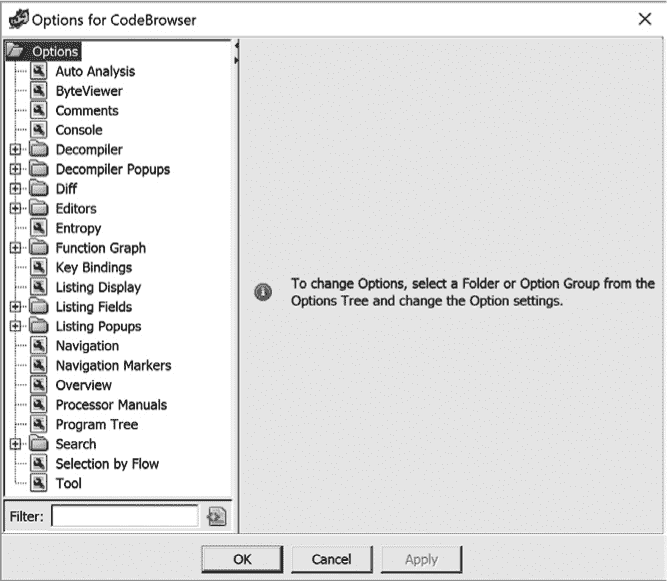 Options for CodeBrowser
Options
Auto Analysis
ByteViewer
Comments
Console
Decompiler
Decompiler Popups
Diff
Editors
Entropy
Function Graph
Key Bindings
Listing Display
Listing Fields
Listing Popups
Navigation
Navigation Markers
Overview
Processor Manuals
Program Tree
Search
Selection by Flow
Tool
Filter:
To change Options, select a Folder or Option Group from the
Options Tree and change the Option settings.
OK
Cancel
Apply